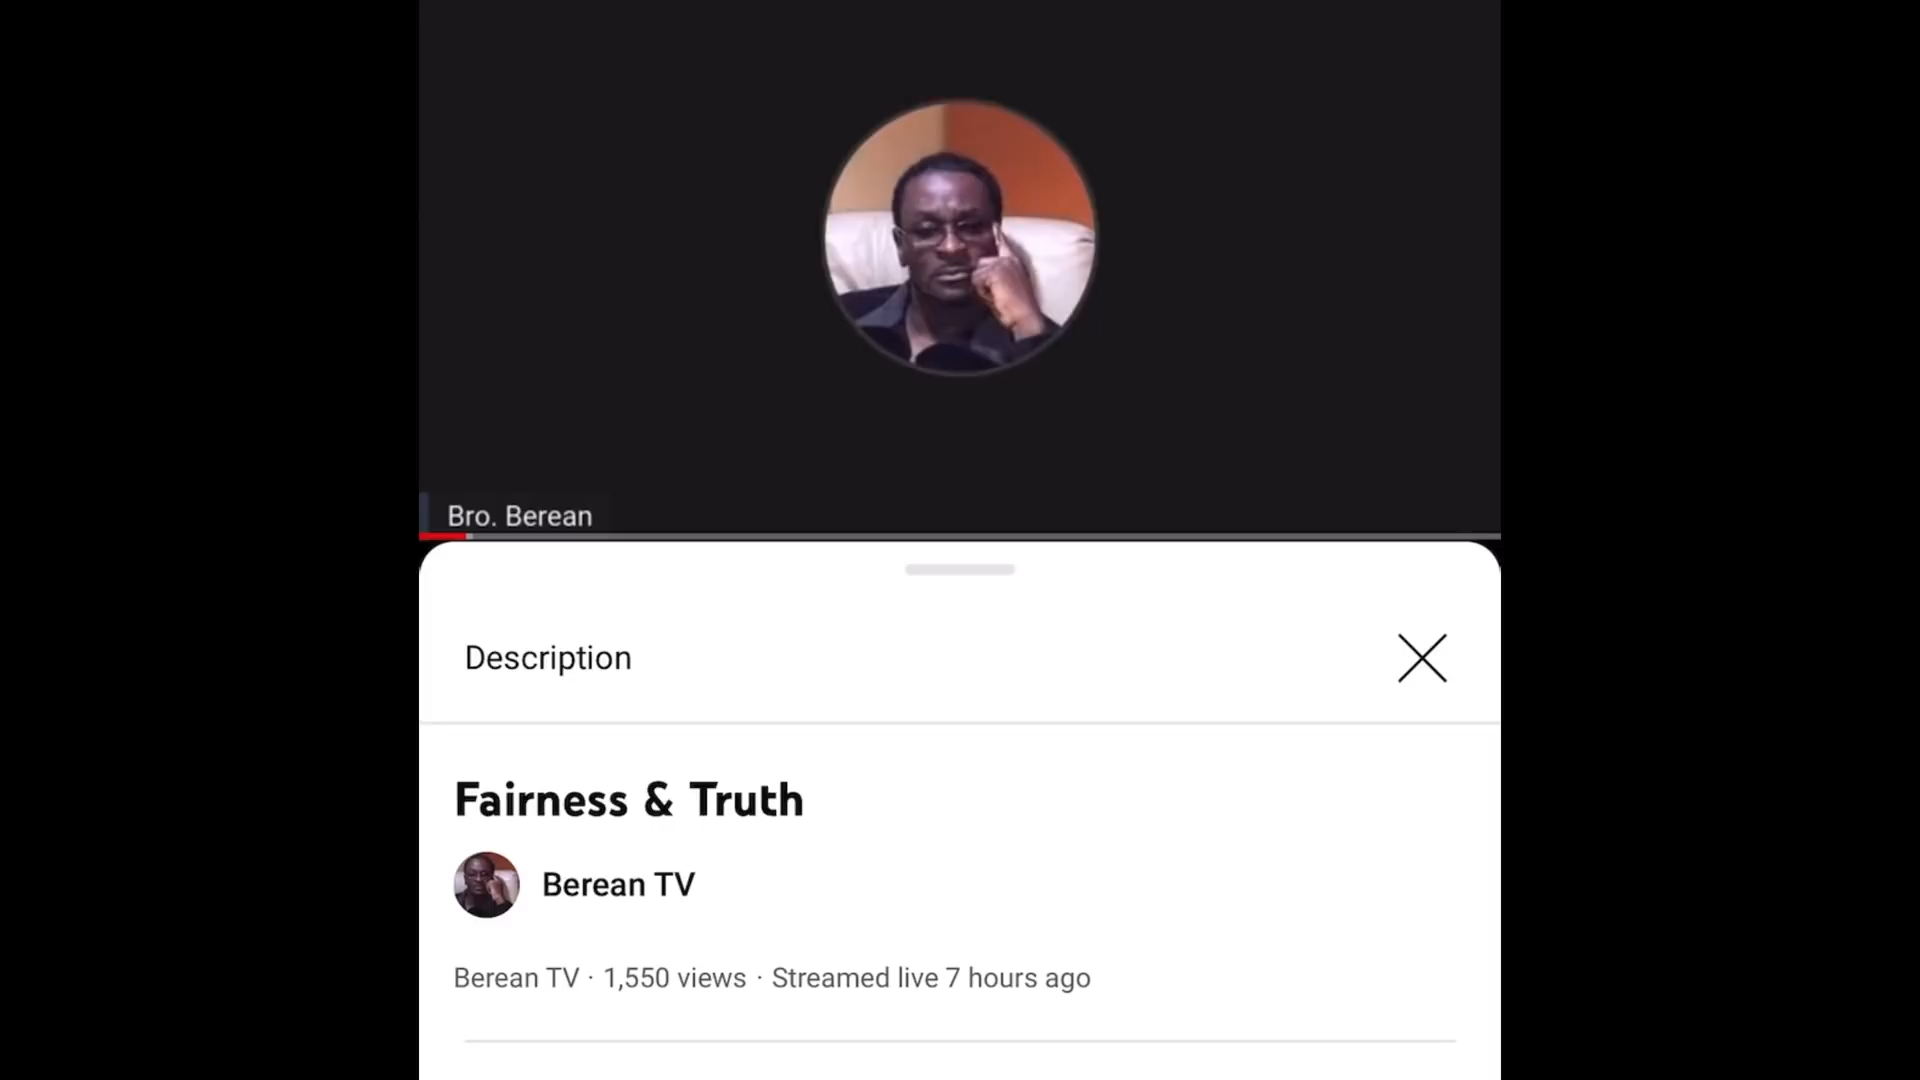 Bro. Berean
Description
Fairness & Truth
Berean TV
Berean TV · 1,550 views · Streamed live 7 hours ago